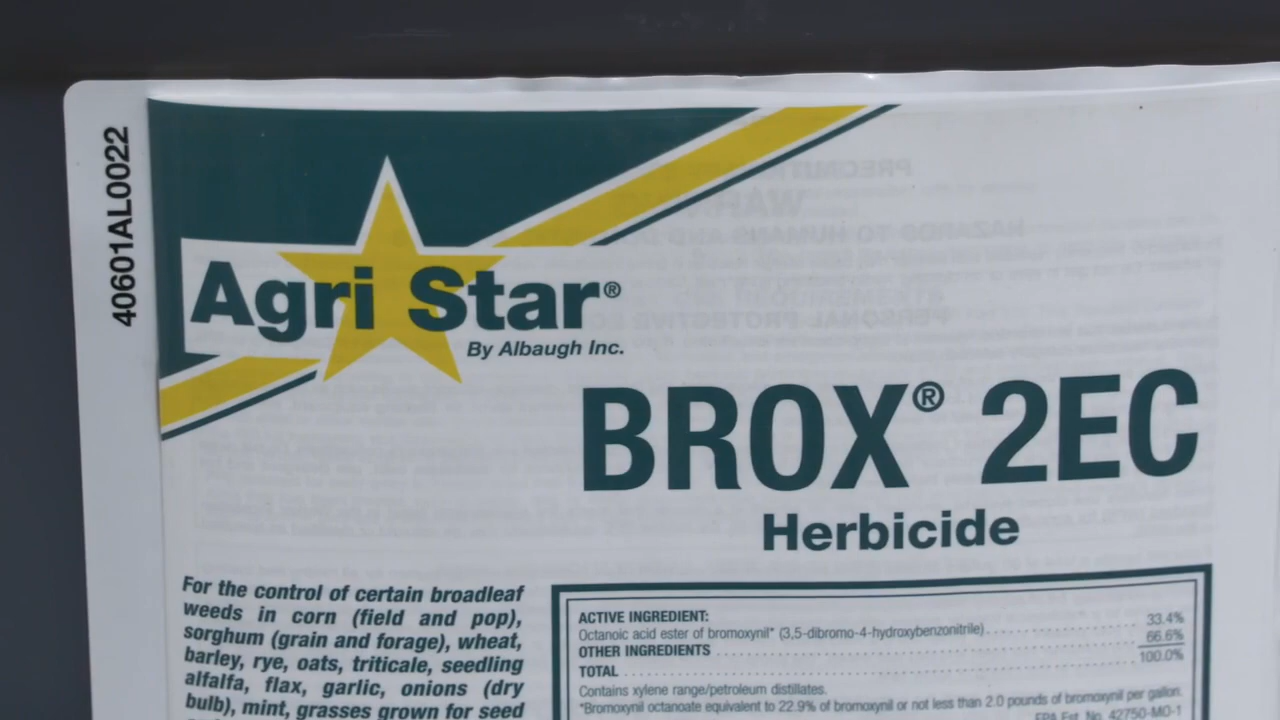 40601AL0022
Agri Star®
By Albaugh Inc.
BROX® 2EC
Herbicide
For the control of certain broadleaf
weeds in corn (field and pop),
sorghum (grain and forage), wheat,
barley, rye, oats, triticale, seedling
alfalfa, flax, garlic, onions (dry
bulb), mint, grasses grown for seed
ACTIVE INGREDIENT:
Octanoic acid ester of bromoxynil* (3,5-dibromo-4-hydroxybenzonitrile) 33.4%
OTHER INGREDIENTS 66.6%
TOTAL 100.0%
Contains xylene range/petroleum distillates.
*Bromoxynil octanoate equivalent to 22.9% of bromoxynil or not less than 2.0 pounds of bromoxynil per gallon.
EPA Est. No. 42750-MO-1